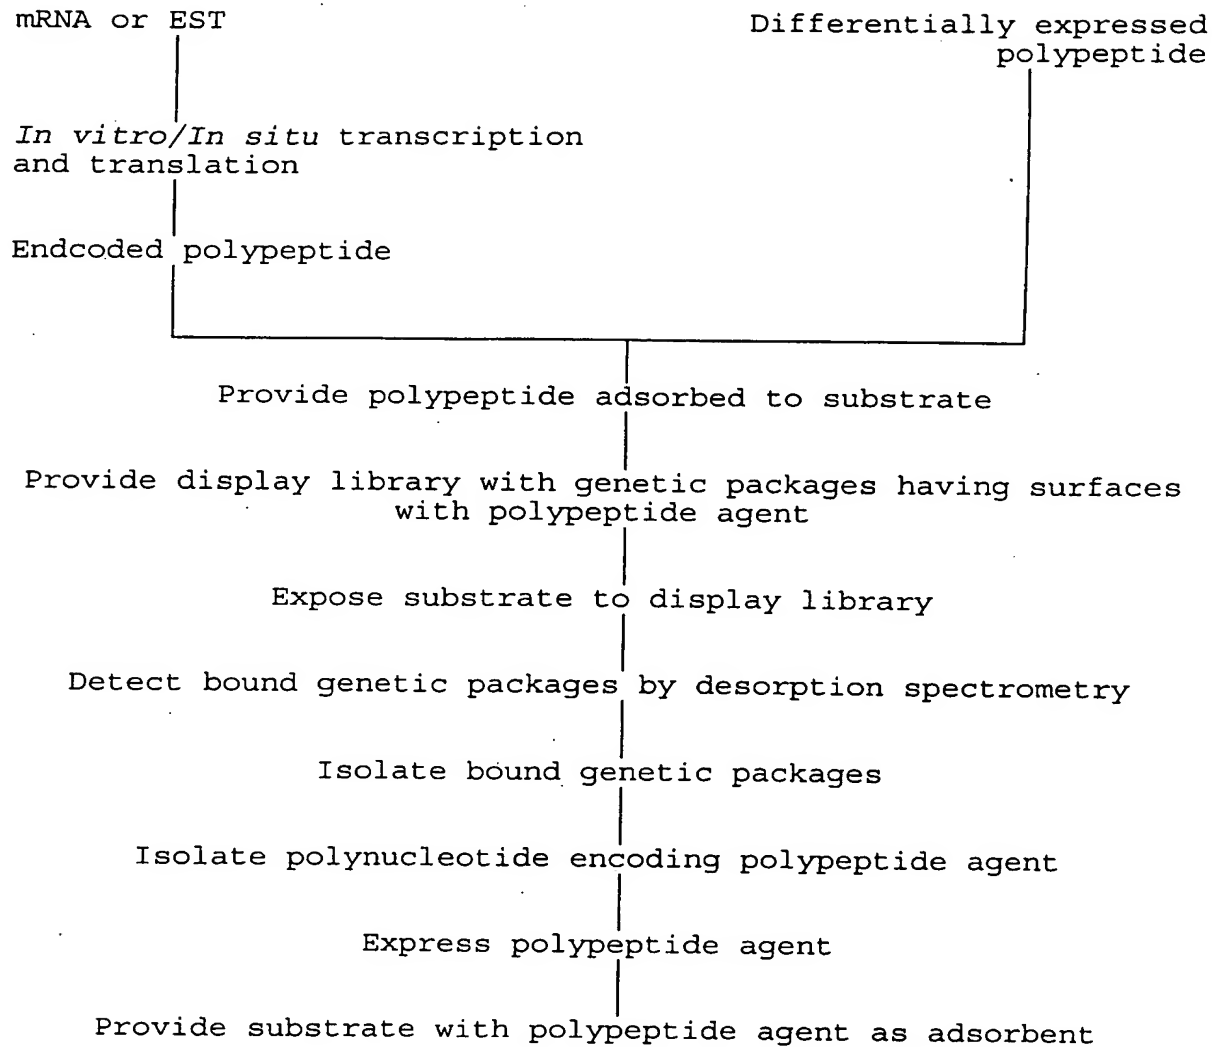 mRNA or EST
Differentially expressed
polypeptide
In vitro/In situ transcription
and translation
Endcoded polypeptide
Provide polypeptide adsorbed to substrate
Provide display library with genetic packages having surfaces
with polypeptide agent
Expose substrate to display library
Detect bound genetic packages by desorption spectrometry
Isolate bound genetic packages
Isolate polynucleotide encoding polypeptide agent
Express polypeptide agent
Provide substrate with polypeptide agent as adsorbent